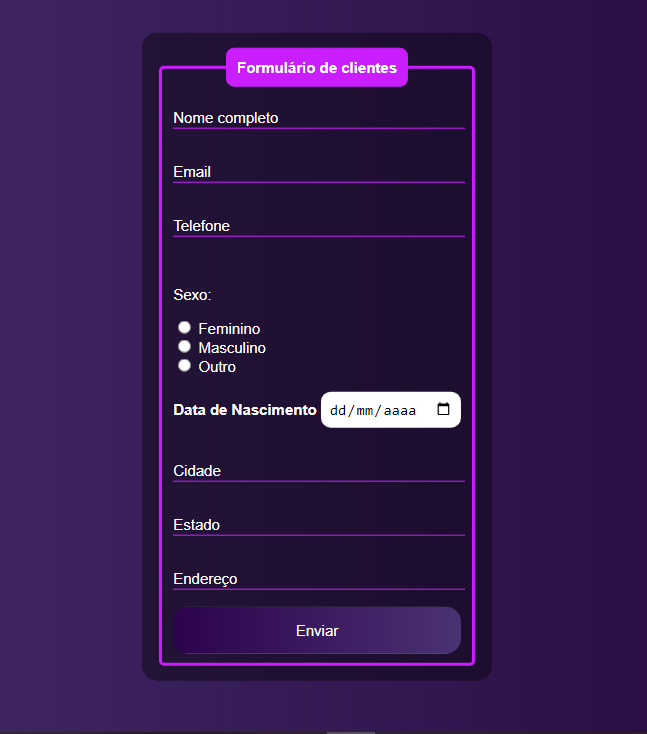 Formulário de clientes
Nome completo
Email
Telefone
Sexo:
Feminino
Masculino
Outro
Data de Nascimento dd/mm/aaaa
Cidade
Estado
Endereço
Enviar